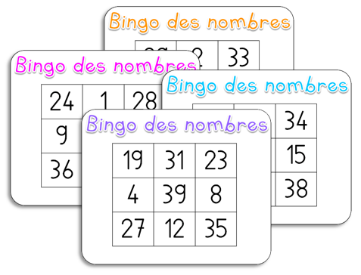 Bingo des nombres
33
Bingo des nombres
24 1 28
9
36
Bingo des nombres
34
15
38
Bingo des nombres
19 31 23
4 39 8
27 12 35